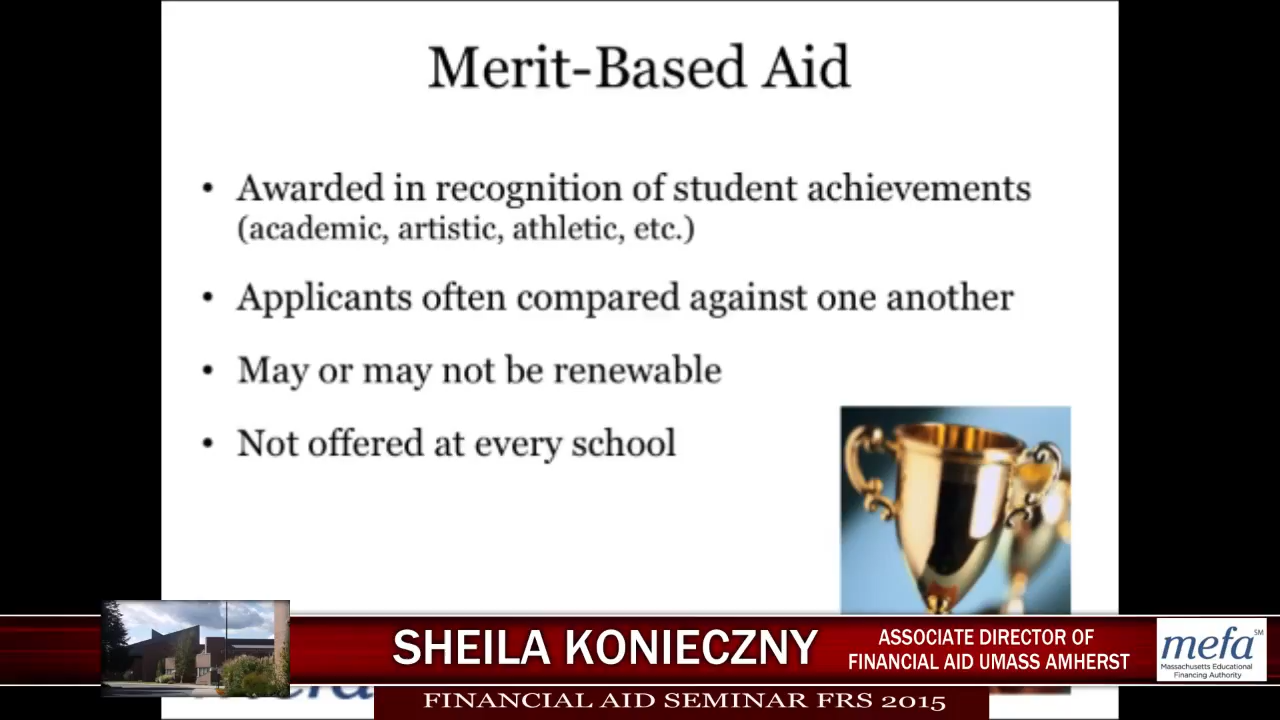 Merit-Based Aid
• Awarded in recognition of student achievements
(academic, artistic, athletic, etc.)
• Applicants often compared against one another
• May or may not be renewable
• Not offered at every school
SHEILA KONIECZNY
ASSOCIATE DIRECTOR OF
FINANCIAL AID UMASS AMHERST
mefa SM
Massachusetts Educational
Financing Authority
FINANCIAL AID SEMINAR FRS 2015